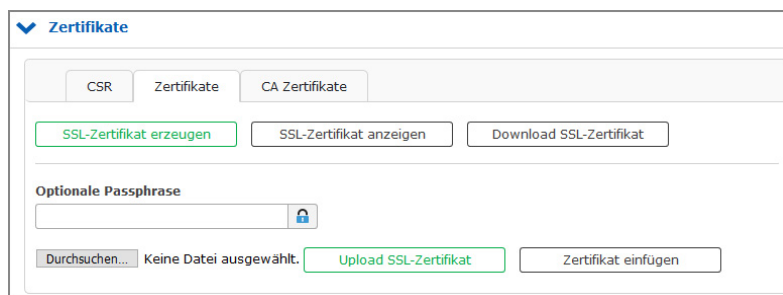 Zertifikate
CSR Zertifikate CA Zertifikate
SSL-Zertifikat erzeugen SSL-Zertifikat anzeigen Download SSL-Zertifikat
Optionale Passphrase
Durchsuchen... Keine Datei ausgewählt. Upload SSL-Zertifikat Zertifikat einfügen